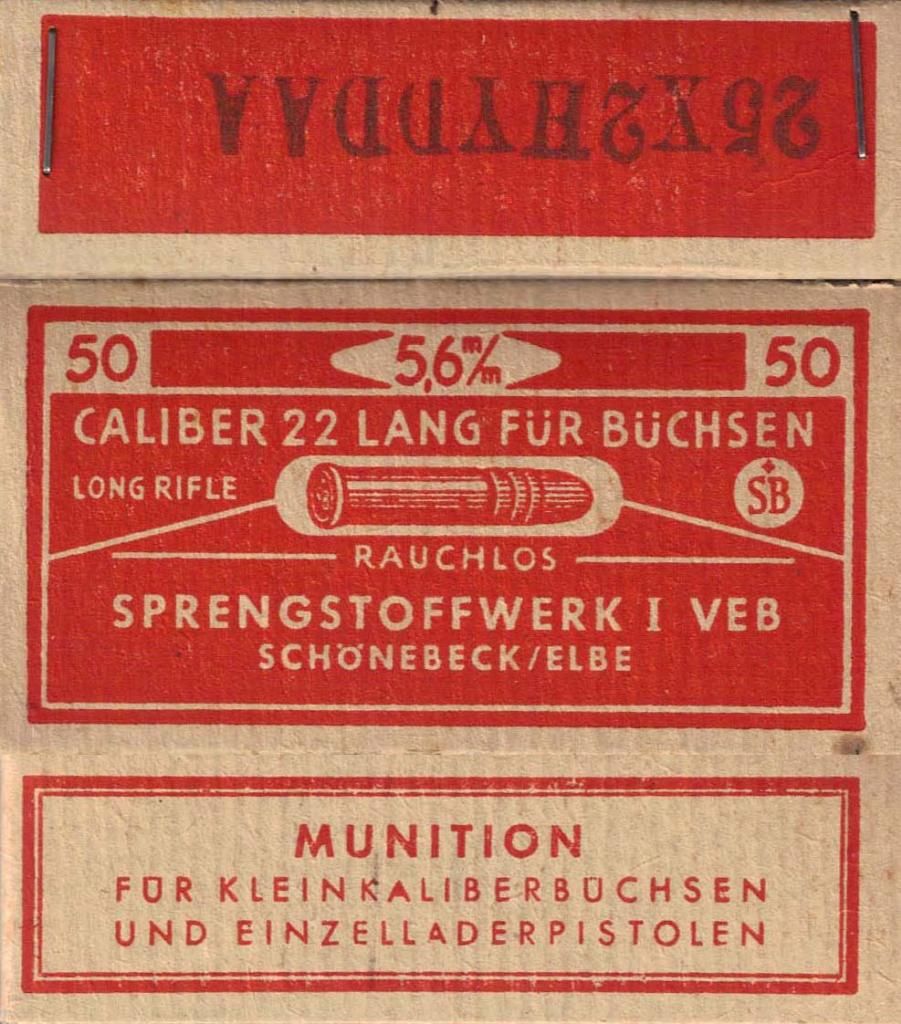 50 5,6 m/m 50
CALIBER 22 LANG FÜR BÜCHSEN
LONG RIFLE
SB
RAUCHLOS
SPRENGSTOFFWERK I VEB
SCHÖNEBECK/ELBE
MUNITION
FÜR KLEINKALIBERBÜCHSEN
UND EINZELLADERPISTOLEN